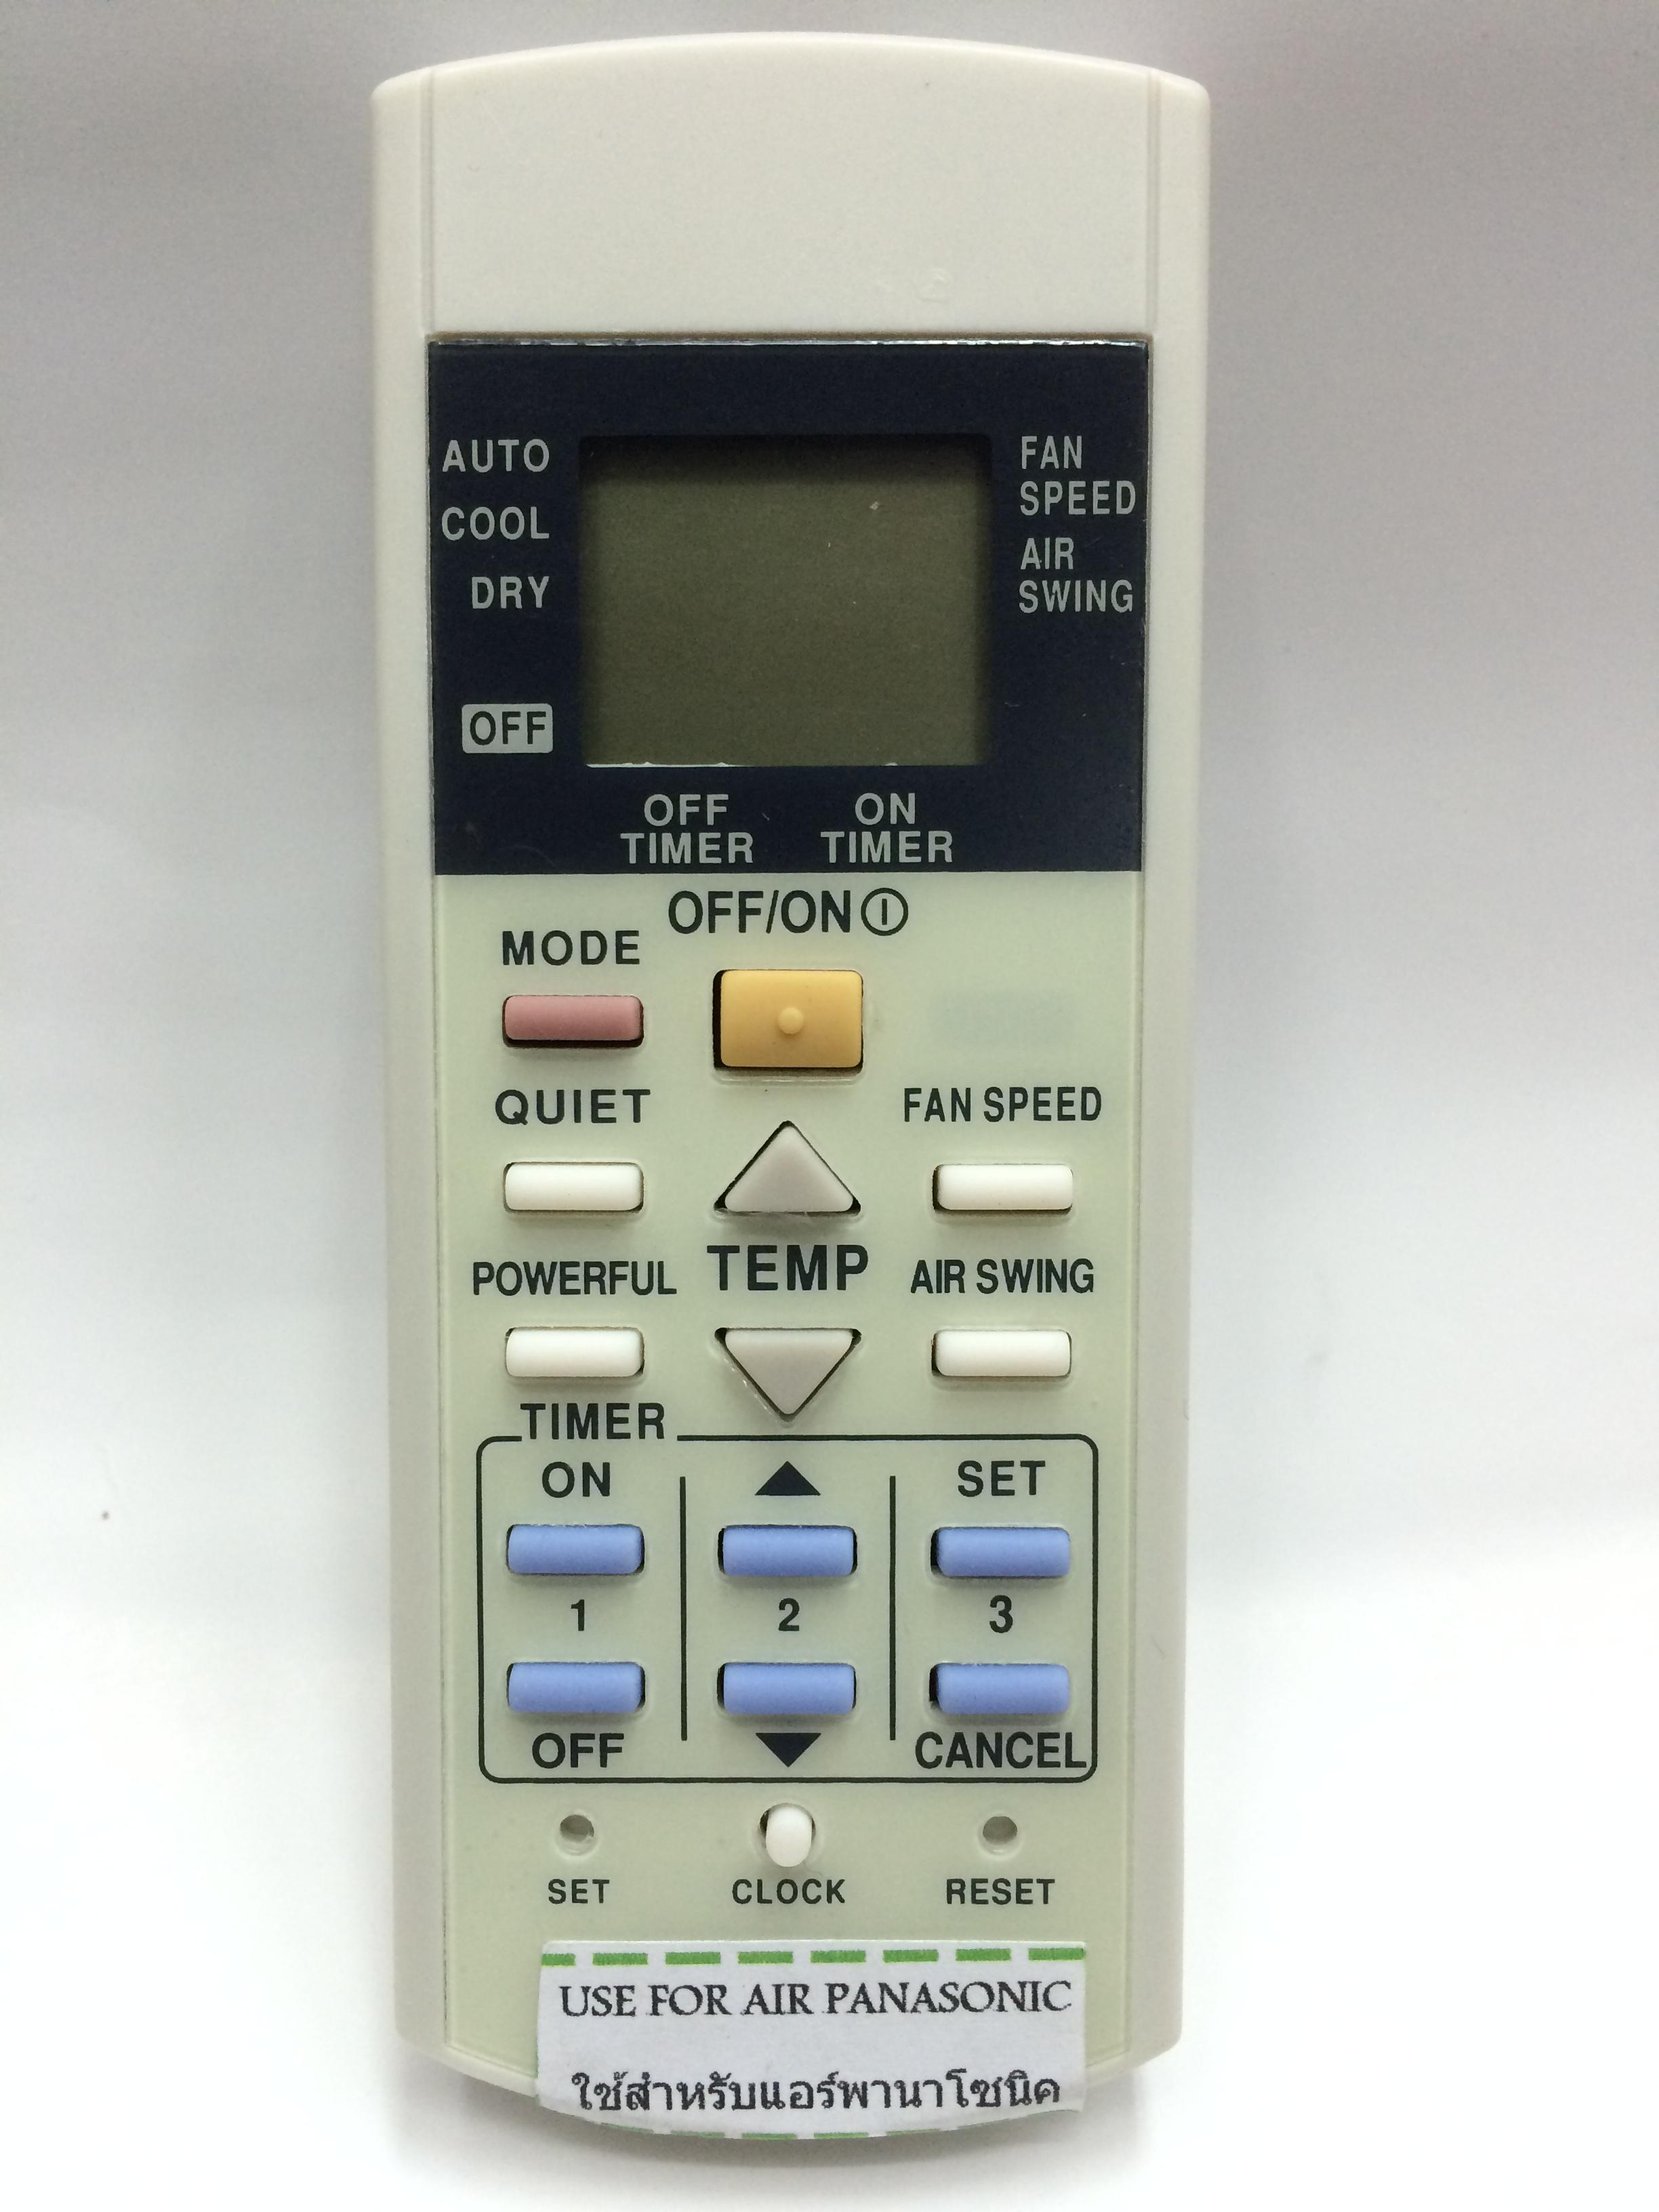 AUTO
COOL
DRY
OFF
FAN
SPEED
AIR
SWING
OFF
TIMER
ON
TIMER
OFF/ON
MODE
QUIET
FAN SPEED
POWERFUL
TEMP
AIR SWING
TIMER
ON
▲
SET
1
2
3
OFF
▼
CANCEL
SET
CLOCK
RESET
USE FOR AIR PANASONIC
ใช้สำหรับแอร์พานาโซนิค